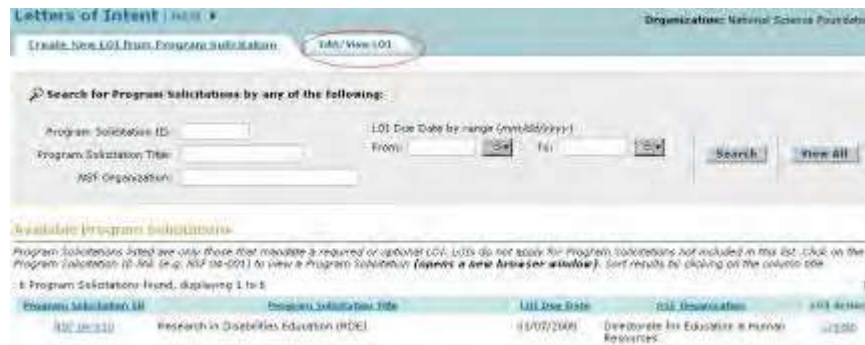 Letters of Intent
Organization: National Science Foundation
Create New LOI from Program Solicitation Edit/View LOI
Search for Program Solicitations by any of the following:
Program Solicitation ID:
LOI Due Date by range (mm/dd/yyyy)
Program Solicitation Title:
From: To:
Search View All
NSF Organization:
Available Program Solicitations
Program Solicitations listed are only those that mandate a required or optional LOI. LOIs do not apply for Program Solicitations not included in this list. Click on the
Program Solicitation ID link (e.g. NSF 04-001) to view a Program Solicitation (opens a new browser window). Sort results by clicking on the column title
6 Program Solicitations found, displaying 1 to 6
Program Solicitation ID Program Solicitation Title LOI Due Date NSF Organization LOI
NSF Research in Disabilities Education (RDE) Directorate for Education & Human
Resources